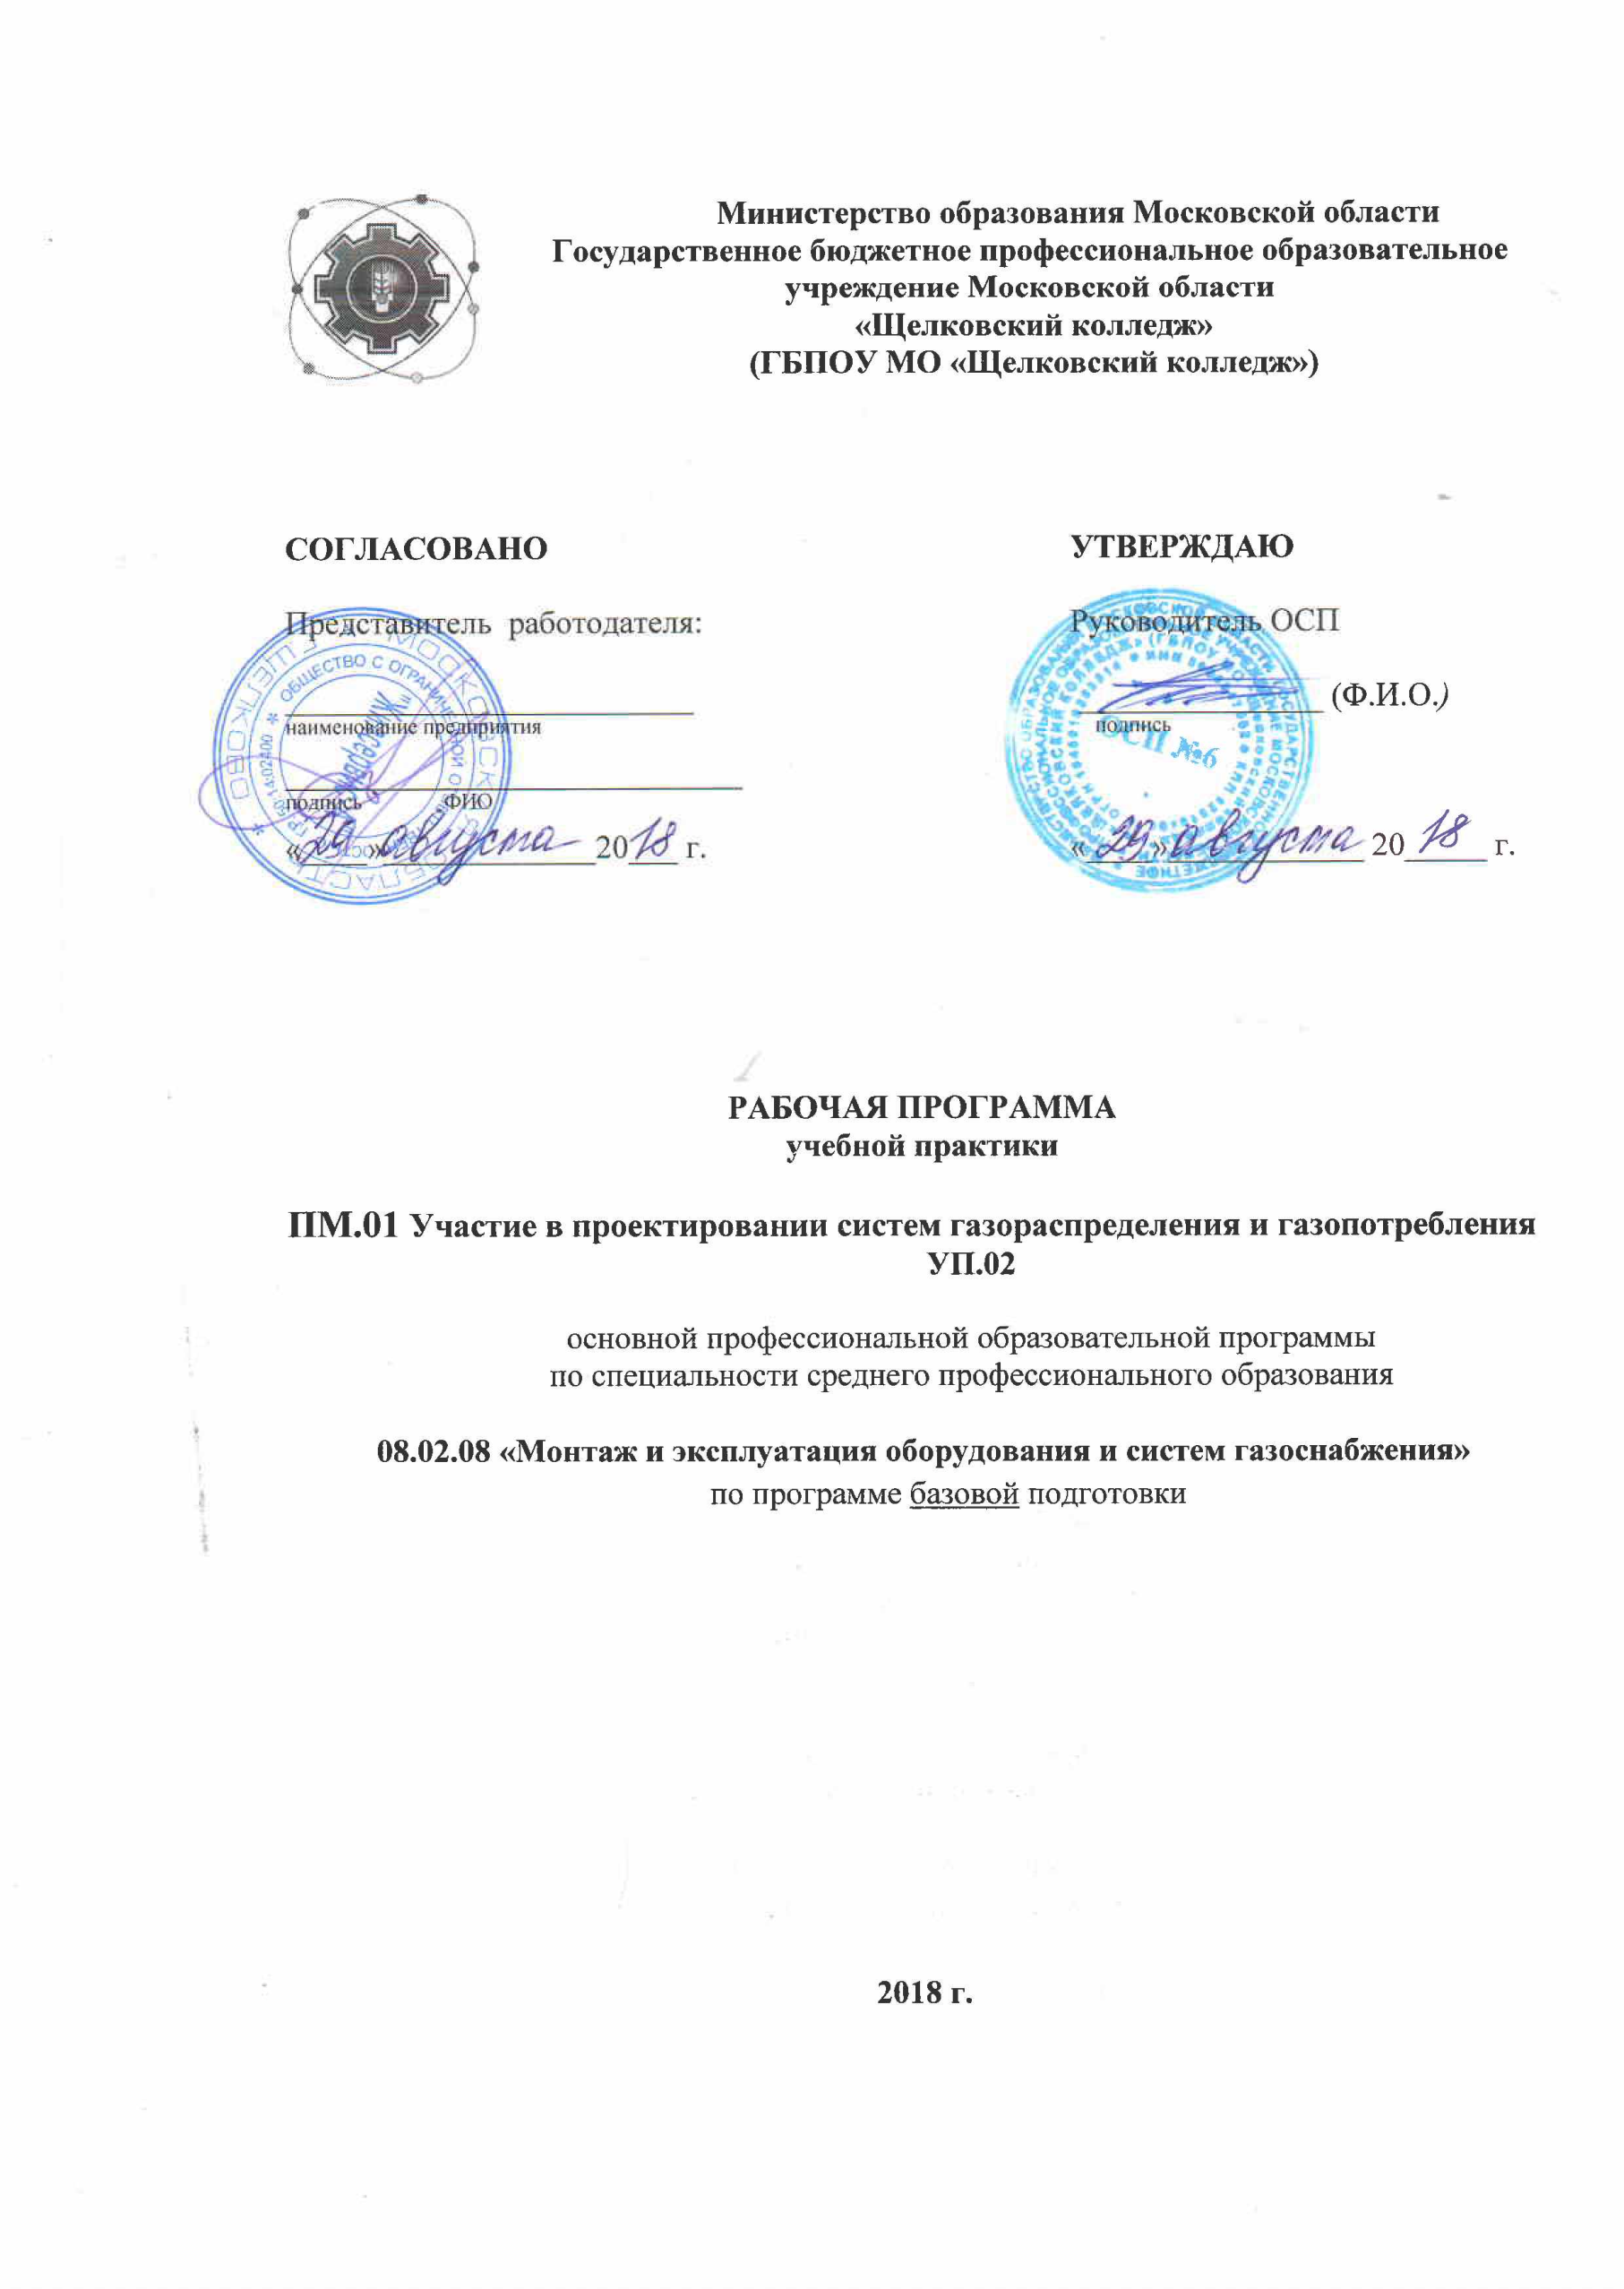 Министерство образования Московской области
Государственное бюджетное профессиональное образовательное
учреждение Московской области
«Щелковский колледж»
(ГБПОУ МО «Щелковский колледж»)
СОГЛАСОВАНО
Представитель работодателя:
наименование предприятия
подпись ФИО
«29» августа 2018 г.
УТВЕРЖДАЮ
Руководитель ОСП
(Ф.И.О.)
подпись
ОСП №6
«29» августа 2018 г.
РАБОЧАЯ ПРОГРАММА
учебной практики
ПМ.01 Участие в проектировании систем газораспределения и газопотребления
УП.02
основной профессиональной образовательной программы
по специальности среднего профессионального образования
08.02.08 «Монтаж и эксплуатация оборудования и систем газоснабжения»
по программе базовой подготовки
2018 г.